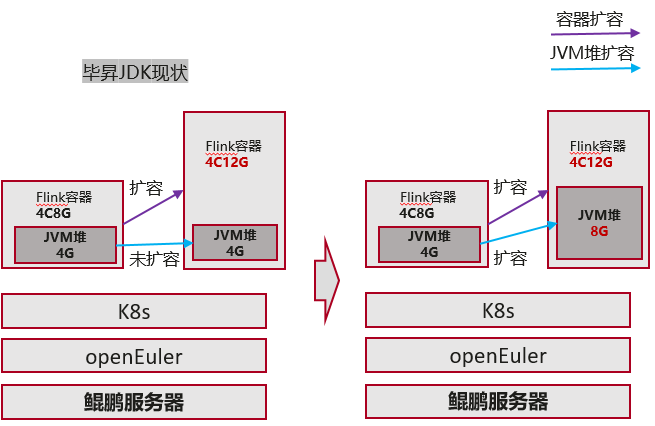 容器扩容
JVM堆扩容
毕昇JDK现状
Flink容器
4C12G
Flink容器
4C8G
扩容
JVM堆
4G
未扩容
JVM堆
4G
Flink容器
4C12G
Flink容器
4C8G
扩容
JVM堆
4G
扩容
JVM堆
8G
K8s
openEuler
鲲鹏服务器
K8s
openEuler
鲲鹏服务器